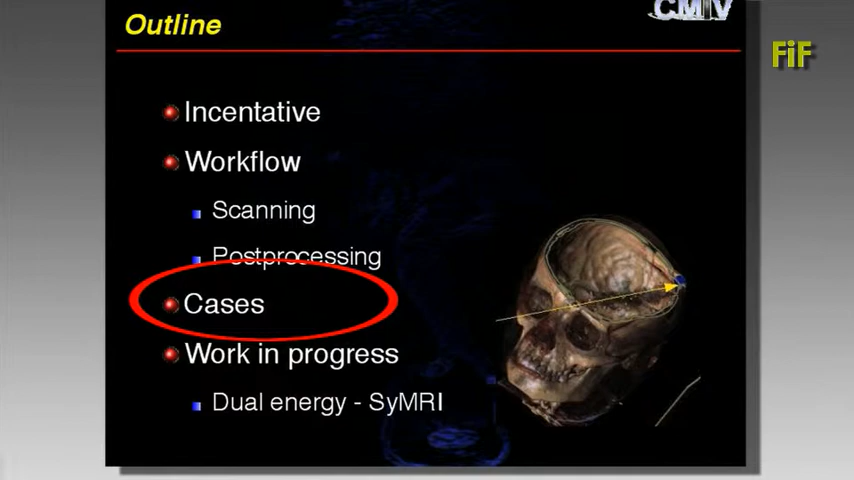 Outline
CMIV
FiF
Incentative
Workflow
Scanning
Postprocessing
Cases
Work in progress
Dual energy - SyMRI